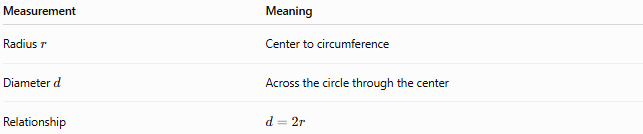 Measurement Meaning
Radius r Center to circumference
Diameter d Across the circle through the center
Relationship d = 2r